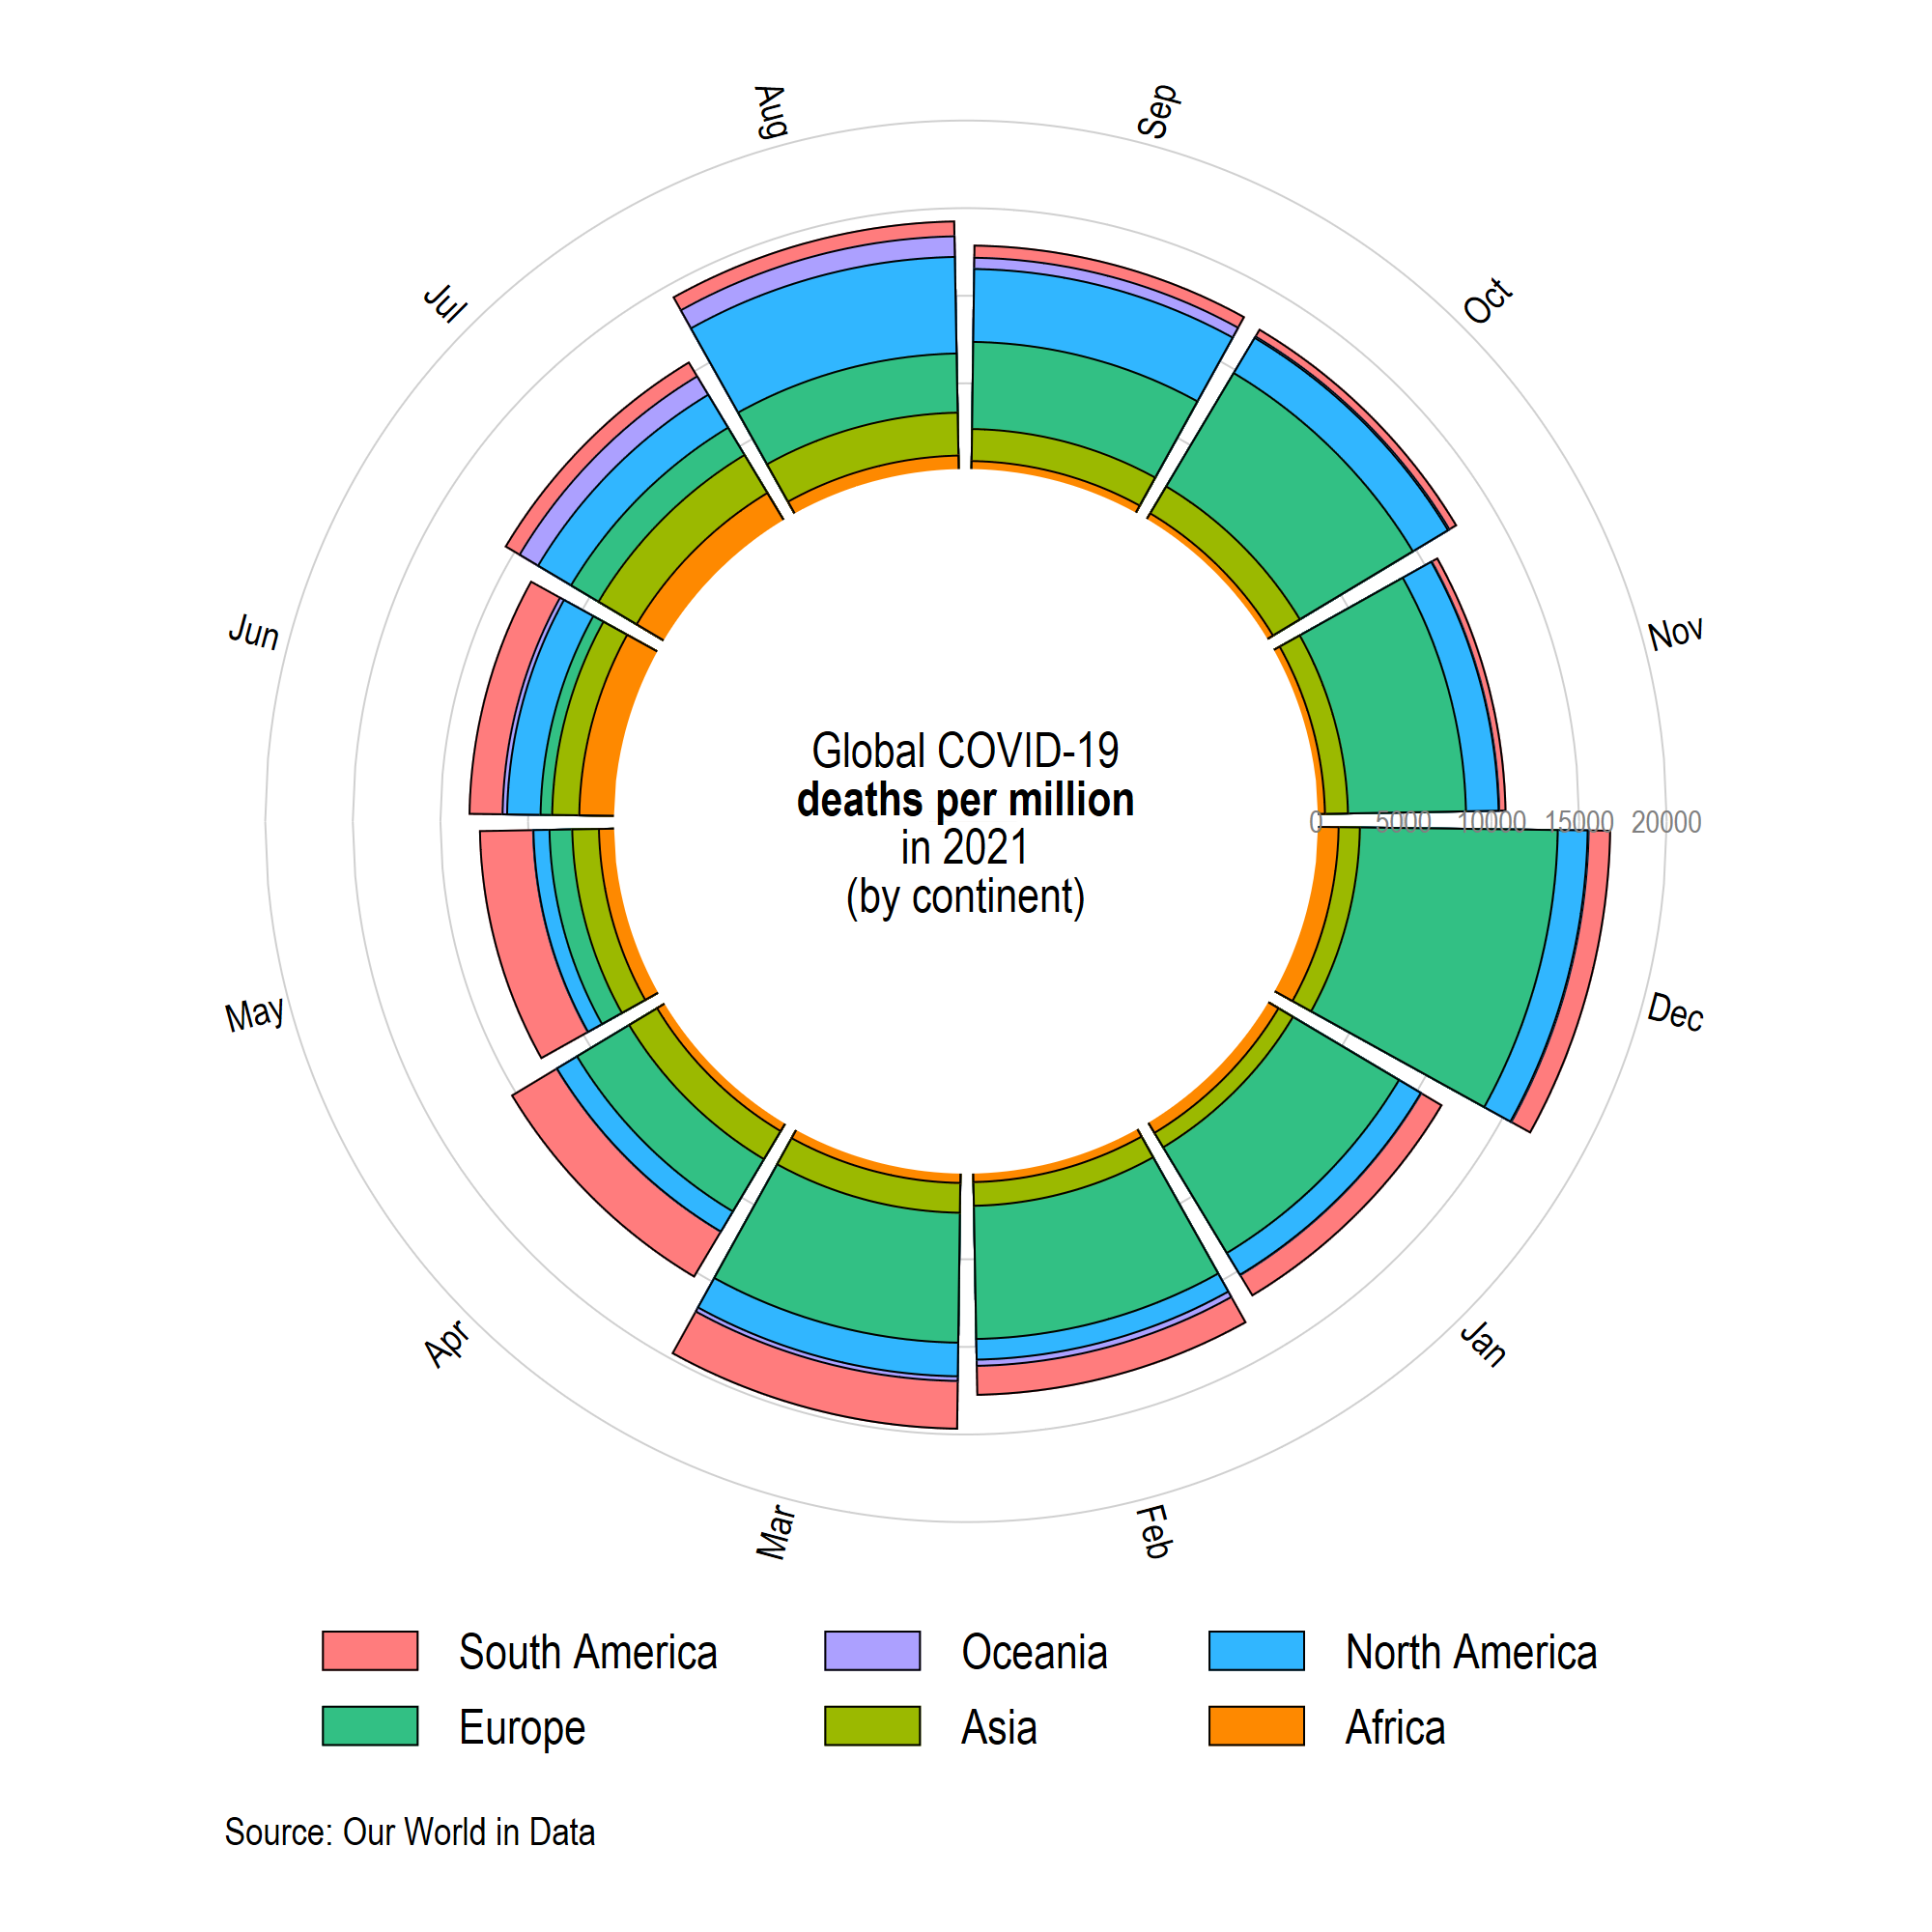 Aug
Sep
Jul
Oct
Jun
Nov
Global COVID-19
deaths per million
in 2021
(by continent)
0 5000 10000 15000 20000
May
Dec
Apr
Jan
Mar
Feb
South America
Oceania
North America
Europe
Asia
Africa
Source: Our World in Data